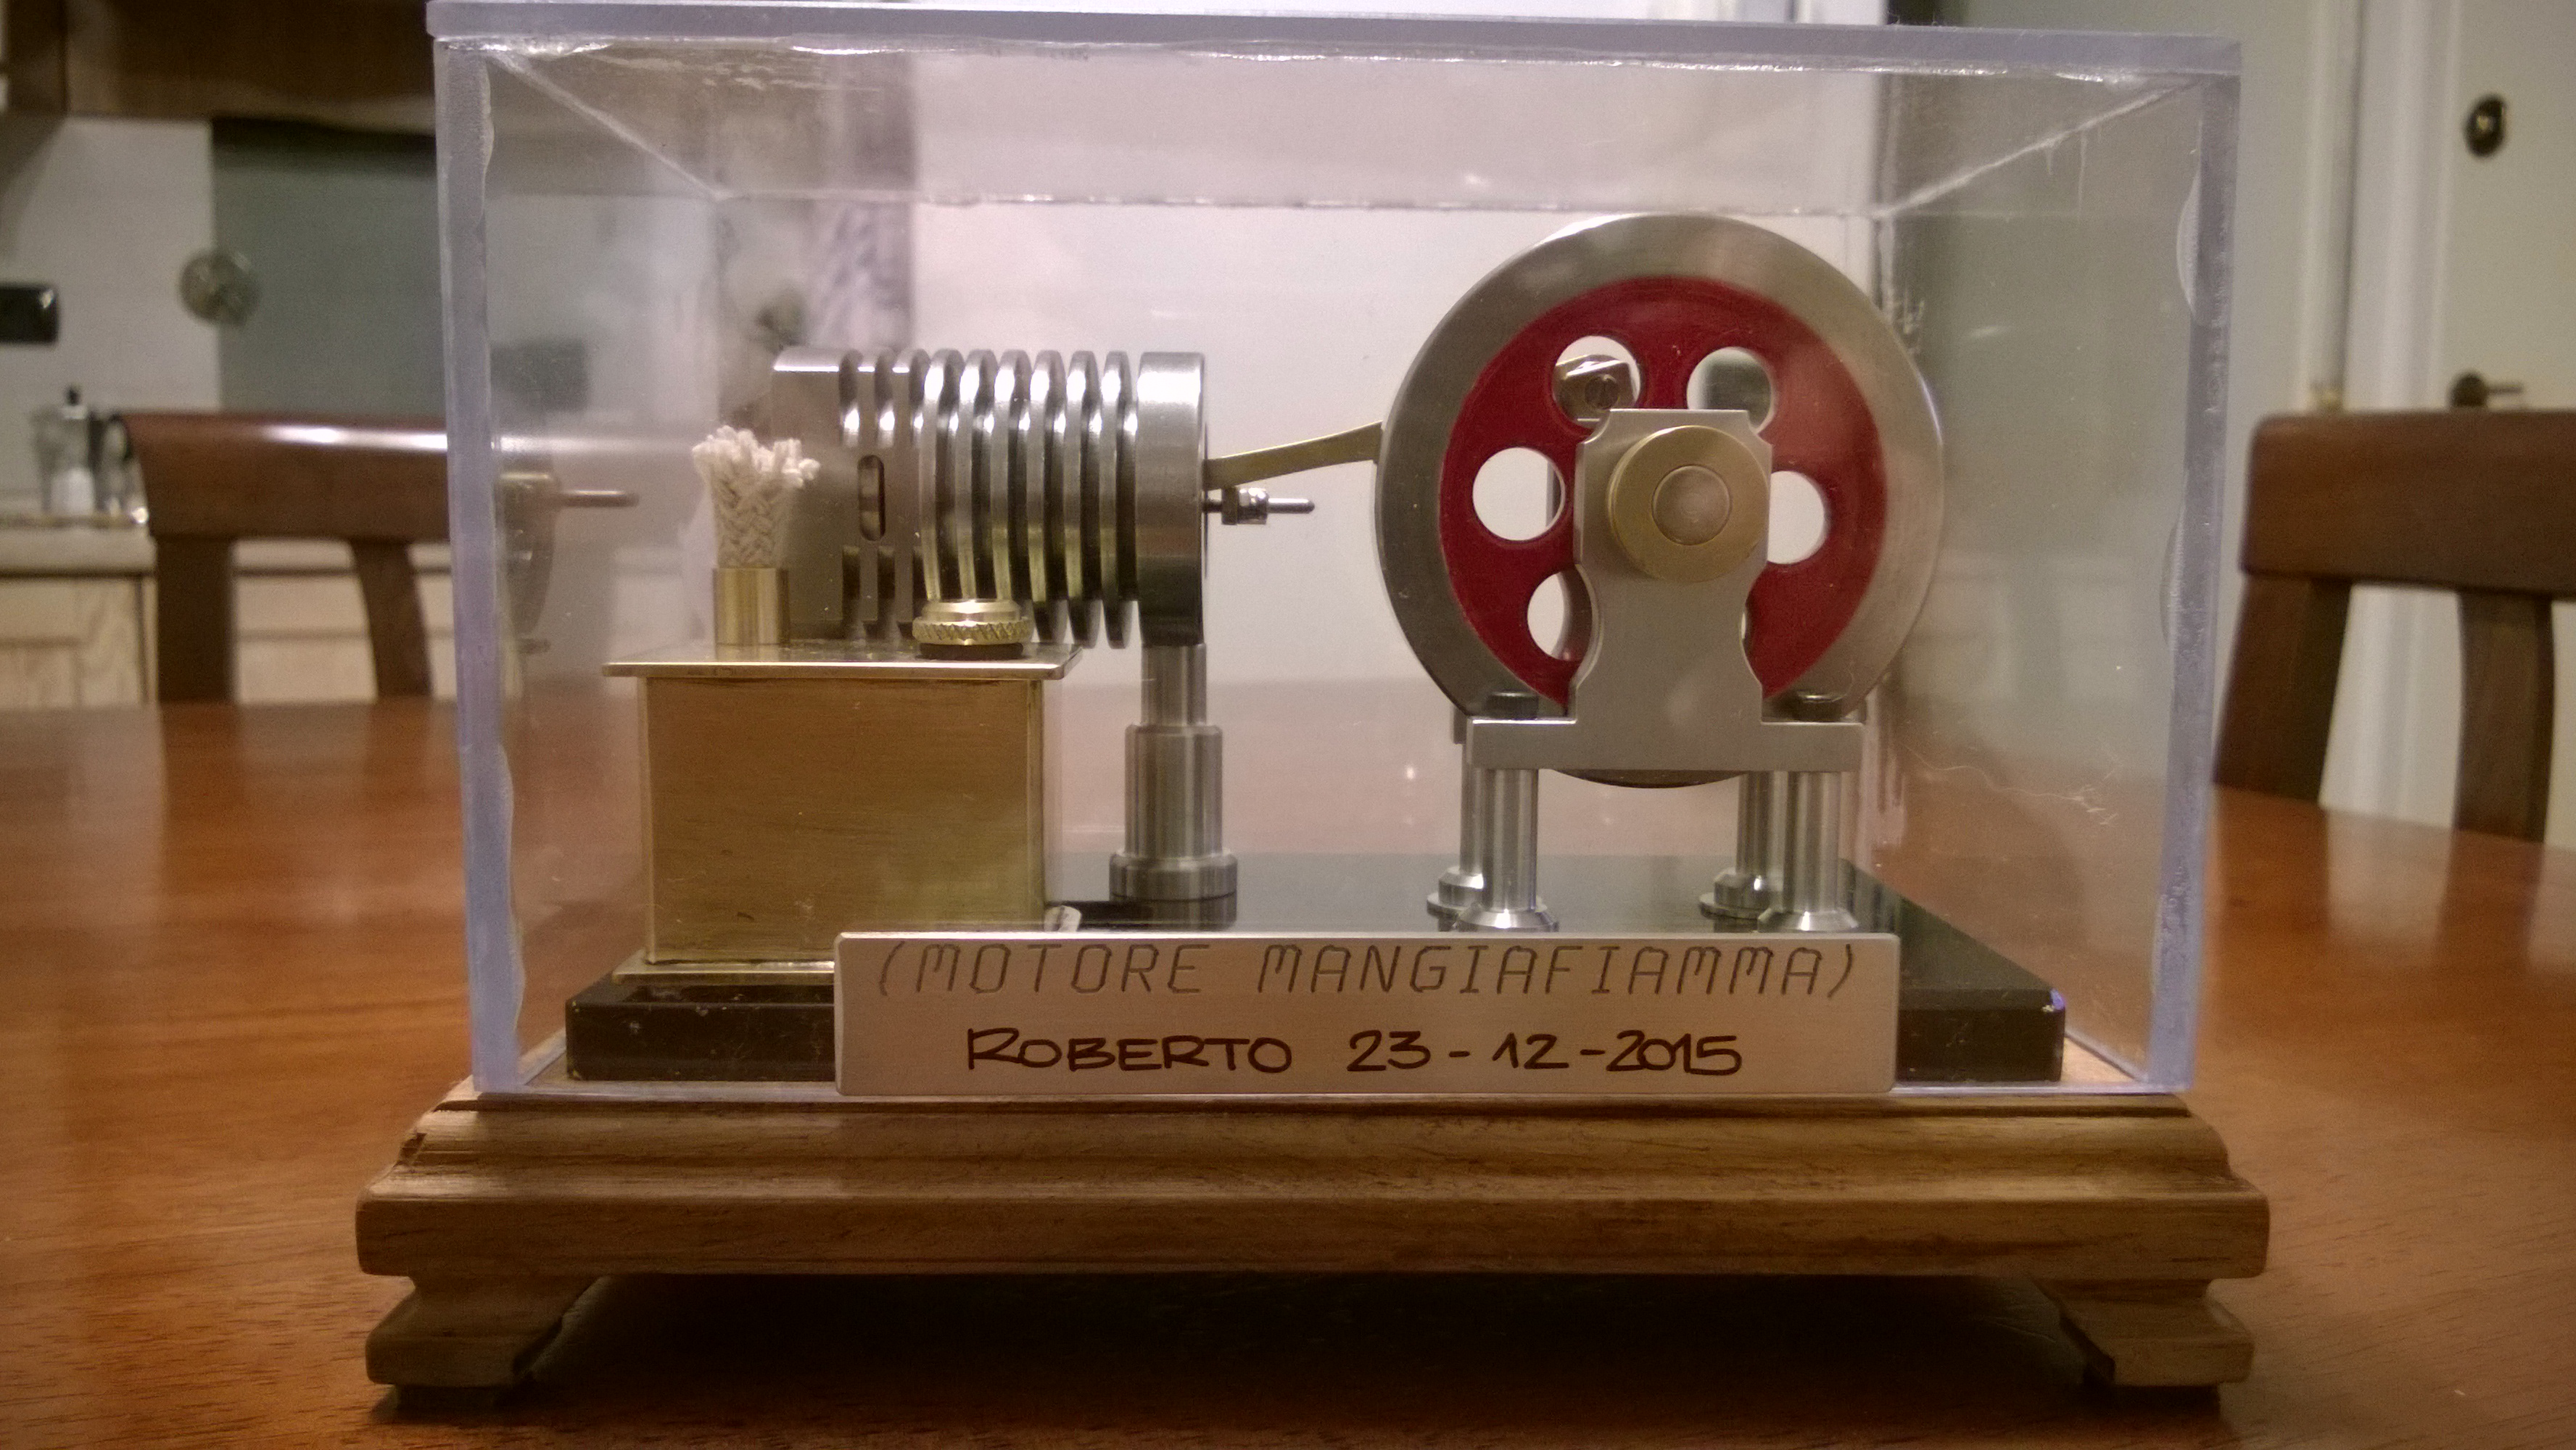 (MOTORE MANGIAFIAMMA)
ROBERTO 23-12-2015